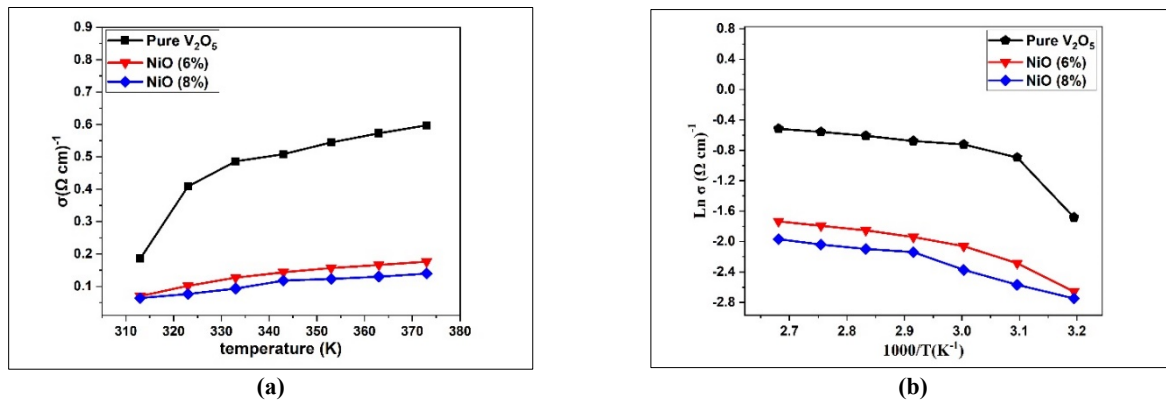 0.9
0.8
0.7
0.6
0.5
0.4
0.3
0.2
0.1
310 320 330 340 350 360 370 380
σ(Ω cm)⁻¹
temperature (K)
Pure V₂O₅
NiO (6%)
NiO (8%)
(a)
0.8
0.4
0.0
-0.4
-0.8
-1.2
-1.6
-2.0
-2.4
-2.8
2.7 2.8 2.9 3.0 3.1 3.2
Ln σ (Ω cm)⁻¹
1000/T(K⁻¹)
Pure V₂O₅
NiO (6%)
NiO (8%)
(b)